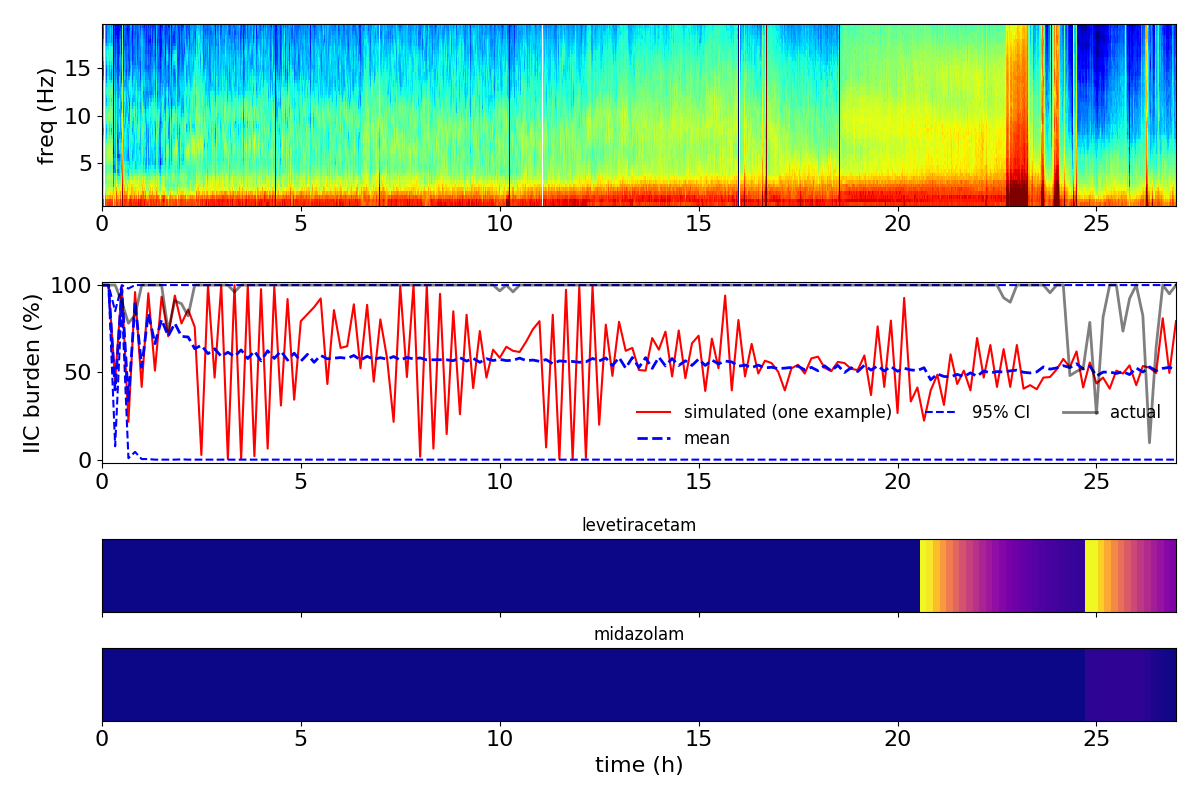 freq (Hz)
15
10
5
0 5 10 15 20 25
IIC burden (%)
100
50
0
simulated (one example) 95% CI actual
mean
0 5 10 15 20 25
levetiracetam
midazolam
0 5 10 15 20 25
time (h)